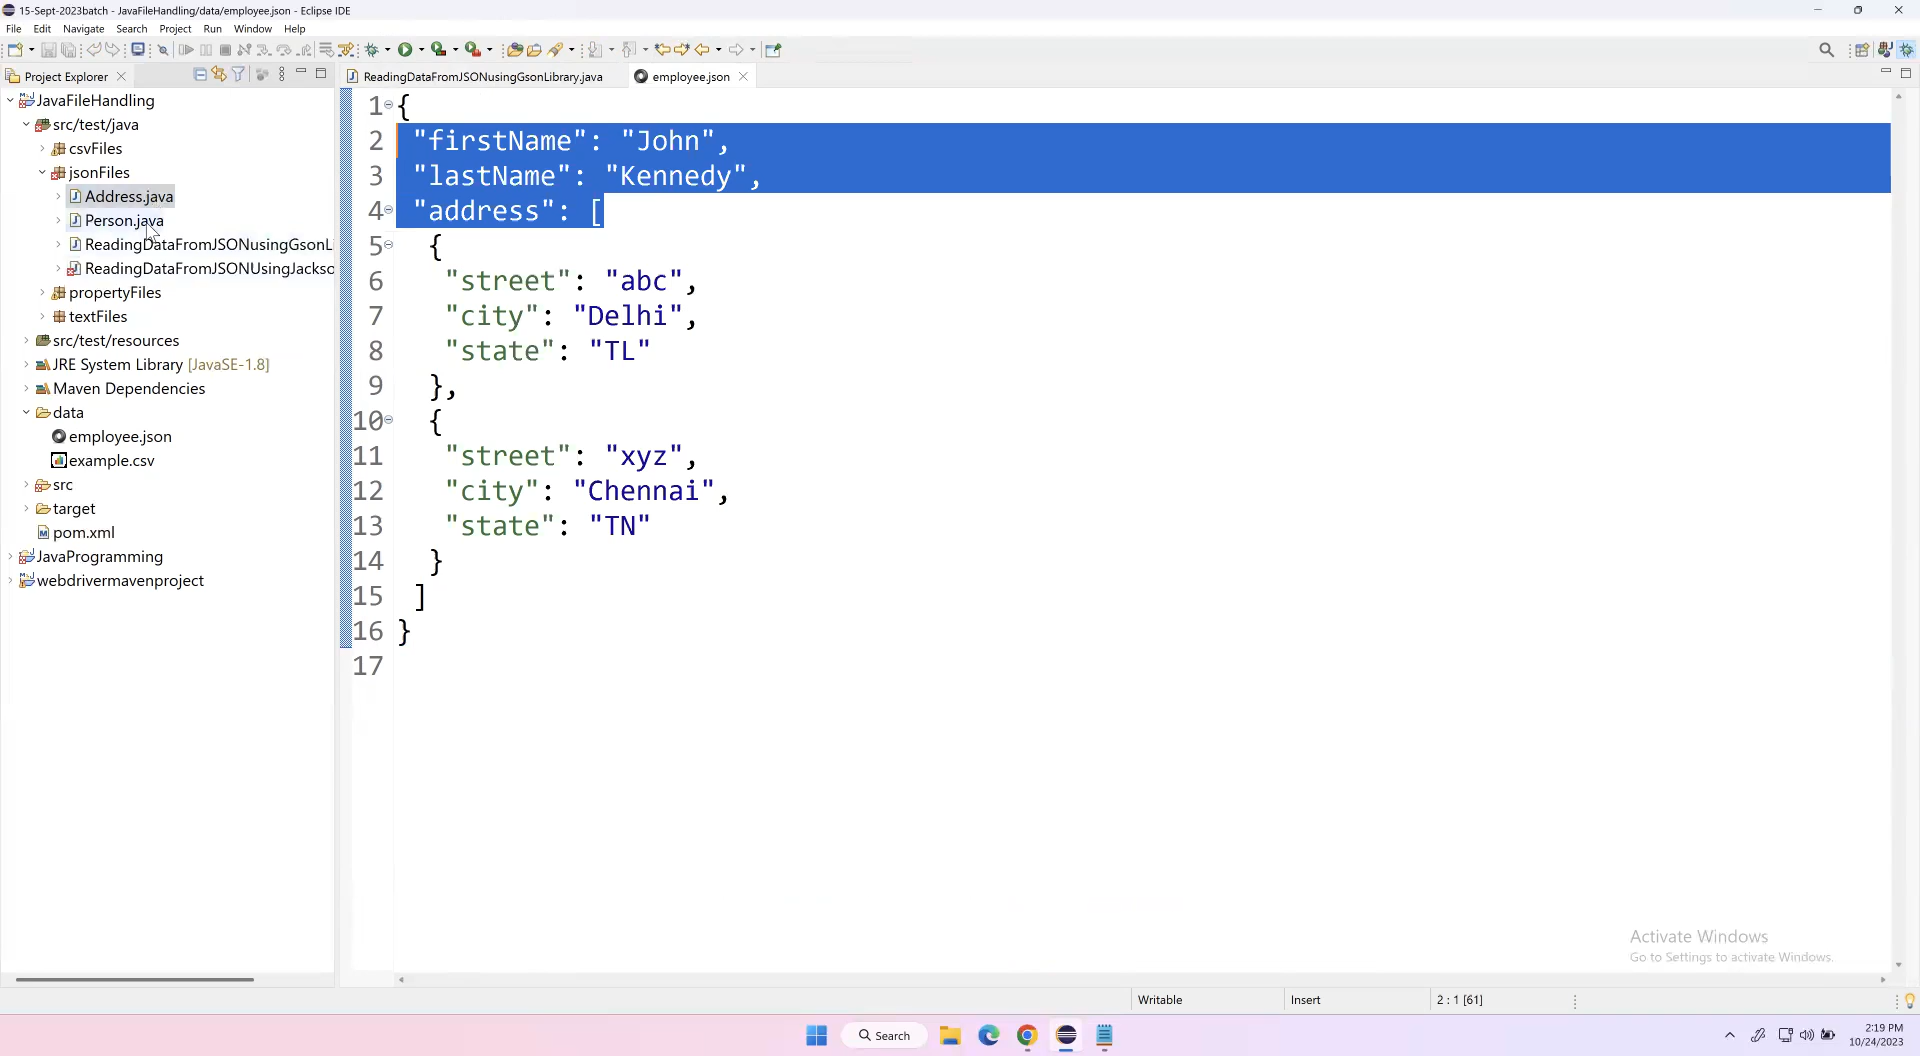 15-Sept-2023batch - JavaFileHandling/data/employee.json - Eclipse IDE
File Edit Navigate Search Project Run Window Help
Project Explorer
ReadingDataFromJSONusingGsonLibrary.java
employee.json
JavaFileHandling
src/test/java
csvFiles
jsonFiles
Address.java
Person.java
ReadingDataFromJSONusingGsonLi
ReadingDataFromJSONUsingJackso
propertyFiles
textFiles
src/test/resources
JRE System Library [JavaSE-1.8]
Maven Dependencies
data
employee.json
example.csv
src
target
pom.xml
JavaProgramming
webdrivermavenproject
1 {
2 "firstName": "John",
3 "lastName": "Kennedy",
4 "address": [
5 {
6 "street": "abc",
7 "city": "Delhi",
8 "state": "TL"
9 },
10 {
11 "street": "xyz",
12 "city": "Chennai",
13 "state": "TN"
14 }
15 ]
16 }
17
Activate Windows
Go to Settings to activate Windows.
Writable Insert 2 : 1 [61]
Search
2:19 PM
10/24/2023